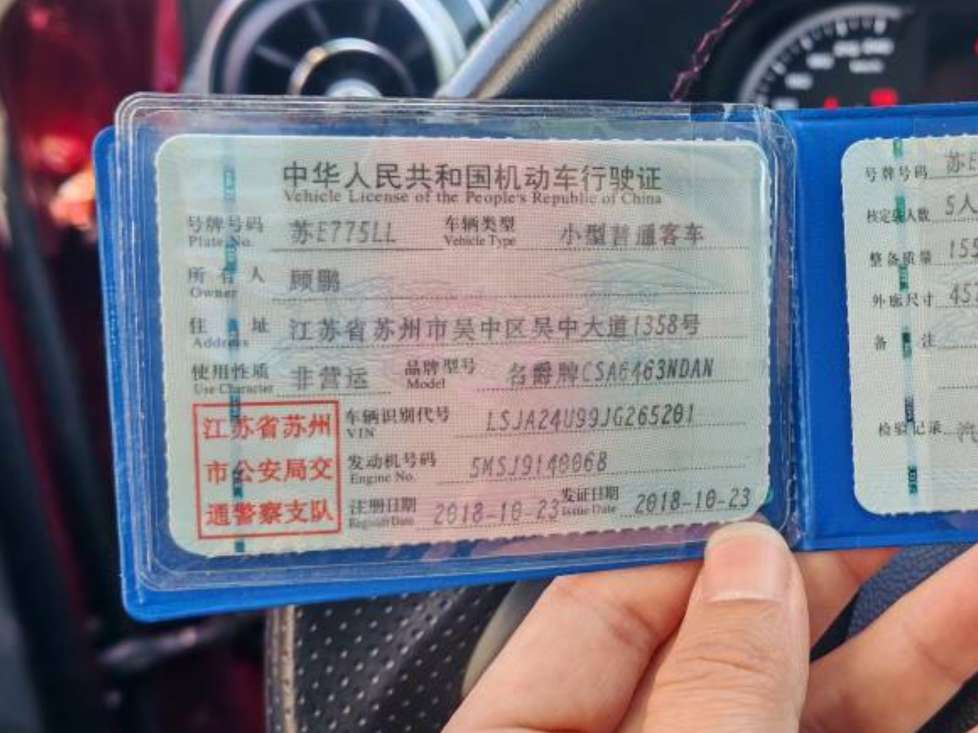 中华人民共和国机动车行驶证
Vehicle License of the People's Republic of China
号牌号码 苏E775LL 车辆类型 小型普通客车
Plate No. Vehicle Type
所有人 顾鹏
Owner
住址 江苏省苏州市吴中区吴中大道1358号
Address
使用性质 非营运 品牌型号 名爵牌CSA6463NDAN
Use Character Model
车辆识别代号 LSJA24U99JG265201
VIN
发动机号码 5MSJ9140068
Engine No.
注册日期 2018-10-23 发证日期 2018-10-23
Register Date Issue Date
江苏省苏州
市公安局交
通警察支队
号牌号码 苏E
核定载人数 5人
整备质量 155
外廓尺寸 45
备注
检验记录